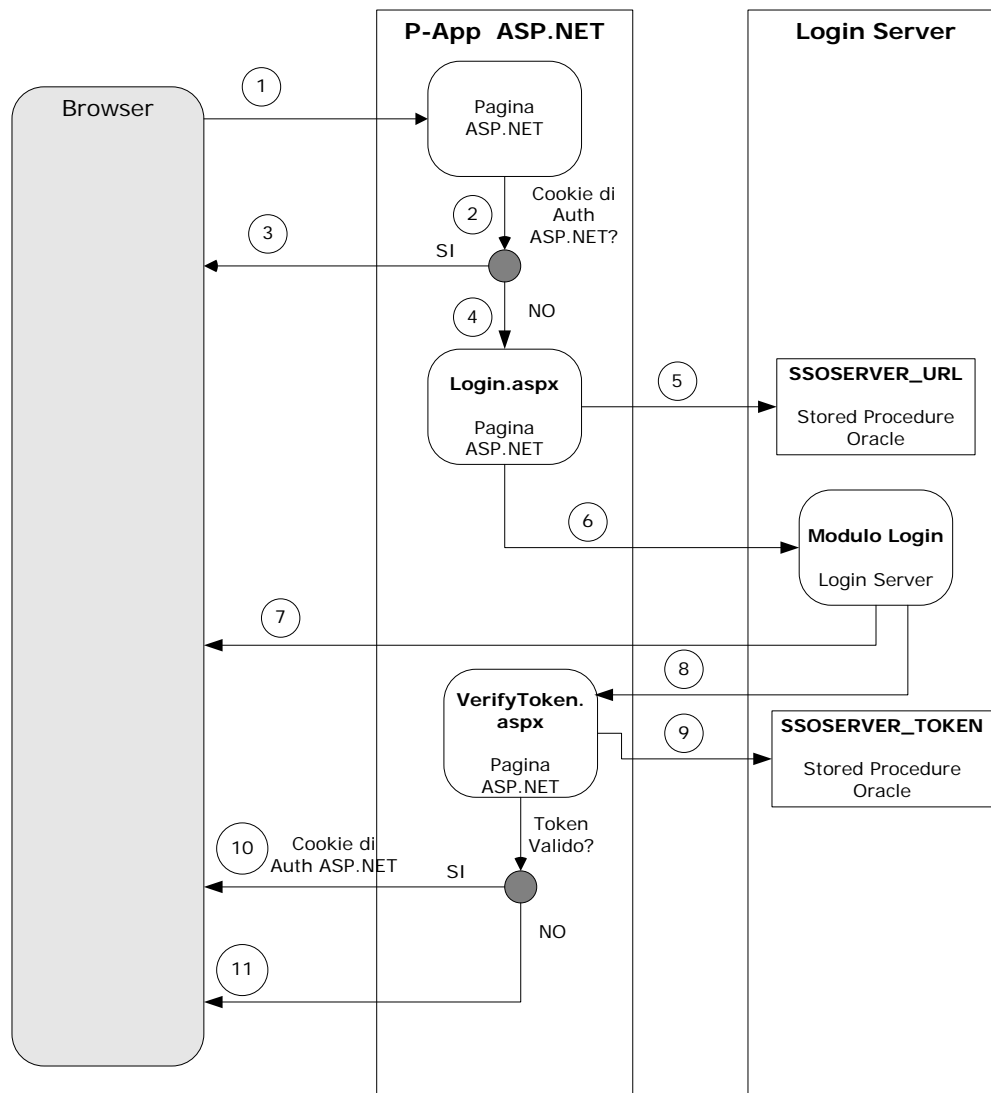 P-App ASP.NET
Login Server
Browser
1
Pagina
ASP.NET
2
Cookie di
Auth
ASP.NET?
3
SI
4
NO
Login.aspx
Pagina
ASP.NET
5
SSOSERVER_URL
Stored Procedure
Oracle
6
Modulo Login
Login Server
7
8
VerifyToken.
aspx
Pagina
ASP.NET
9
SSOSERVER_TOKEN
Stored Procedure
Oracle
Token
Valido?
10
Cookie di
Auth ASP.NET
SI
NO
11